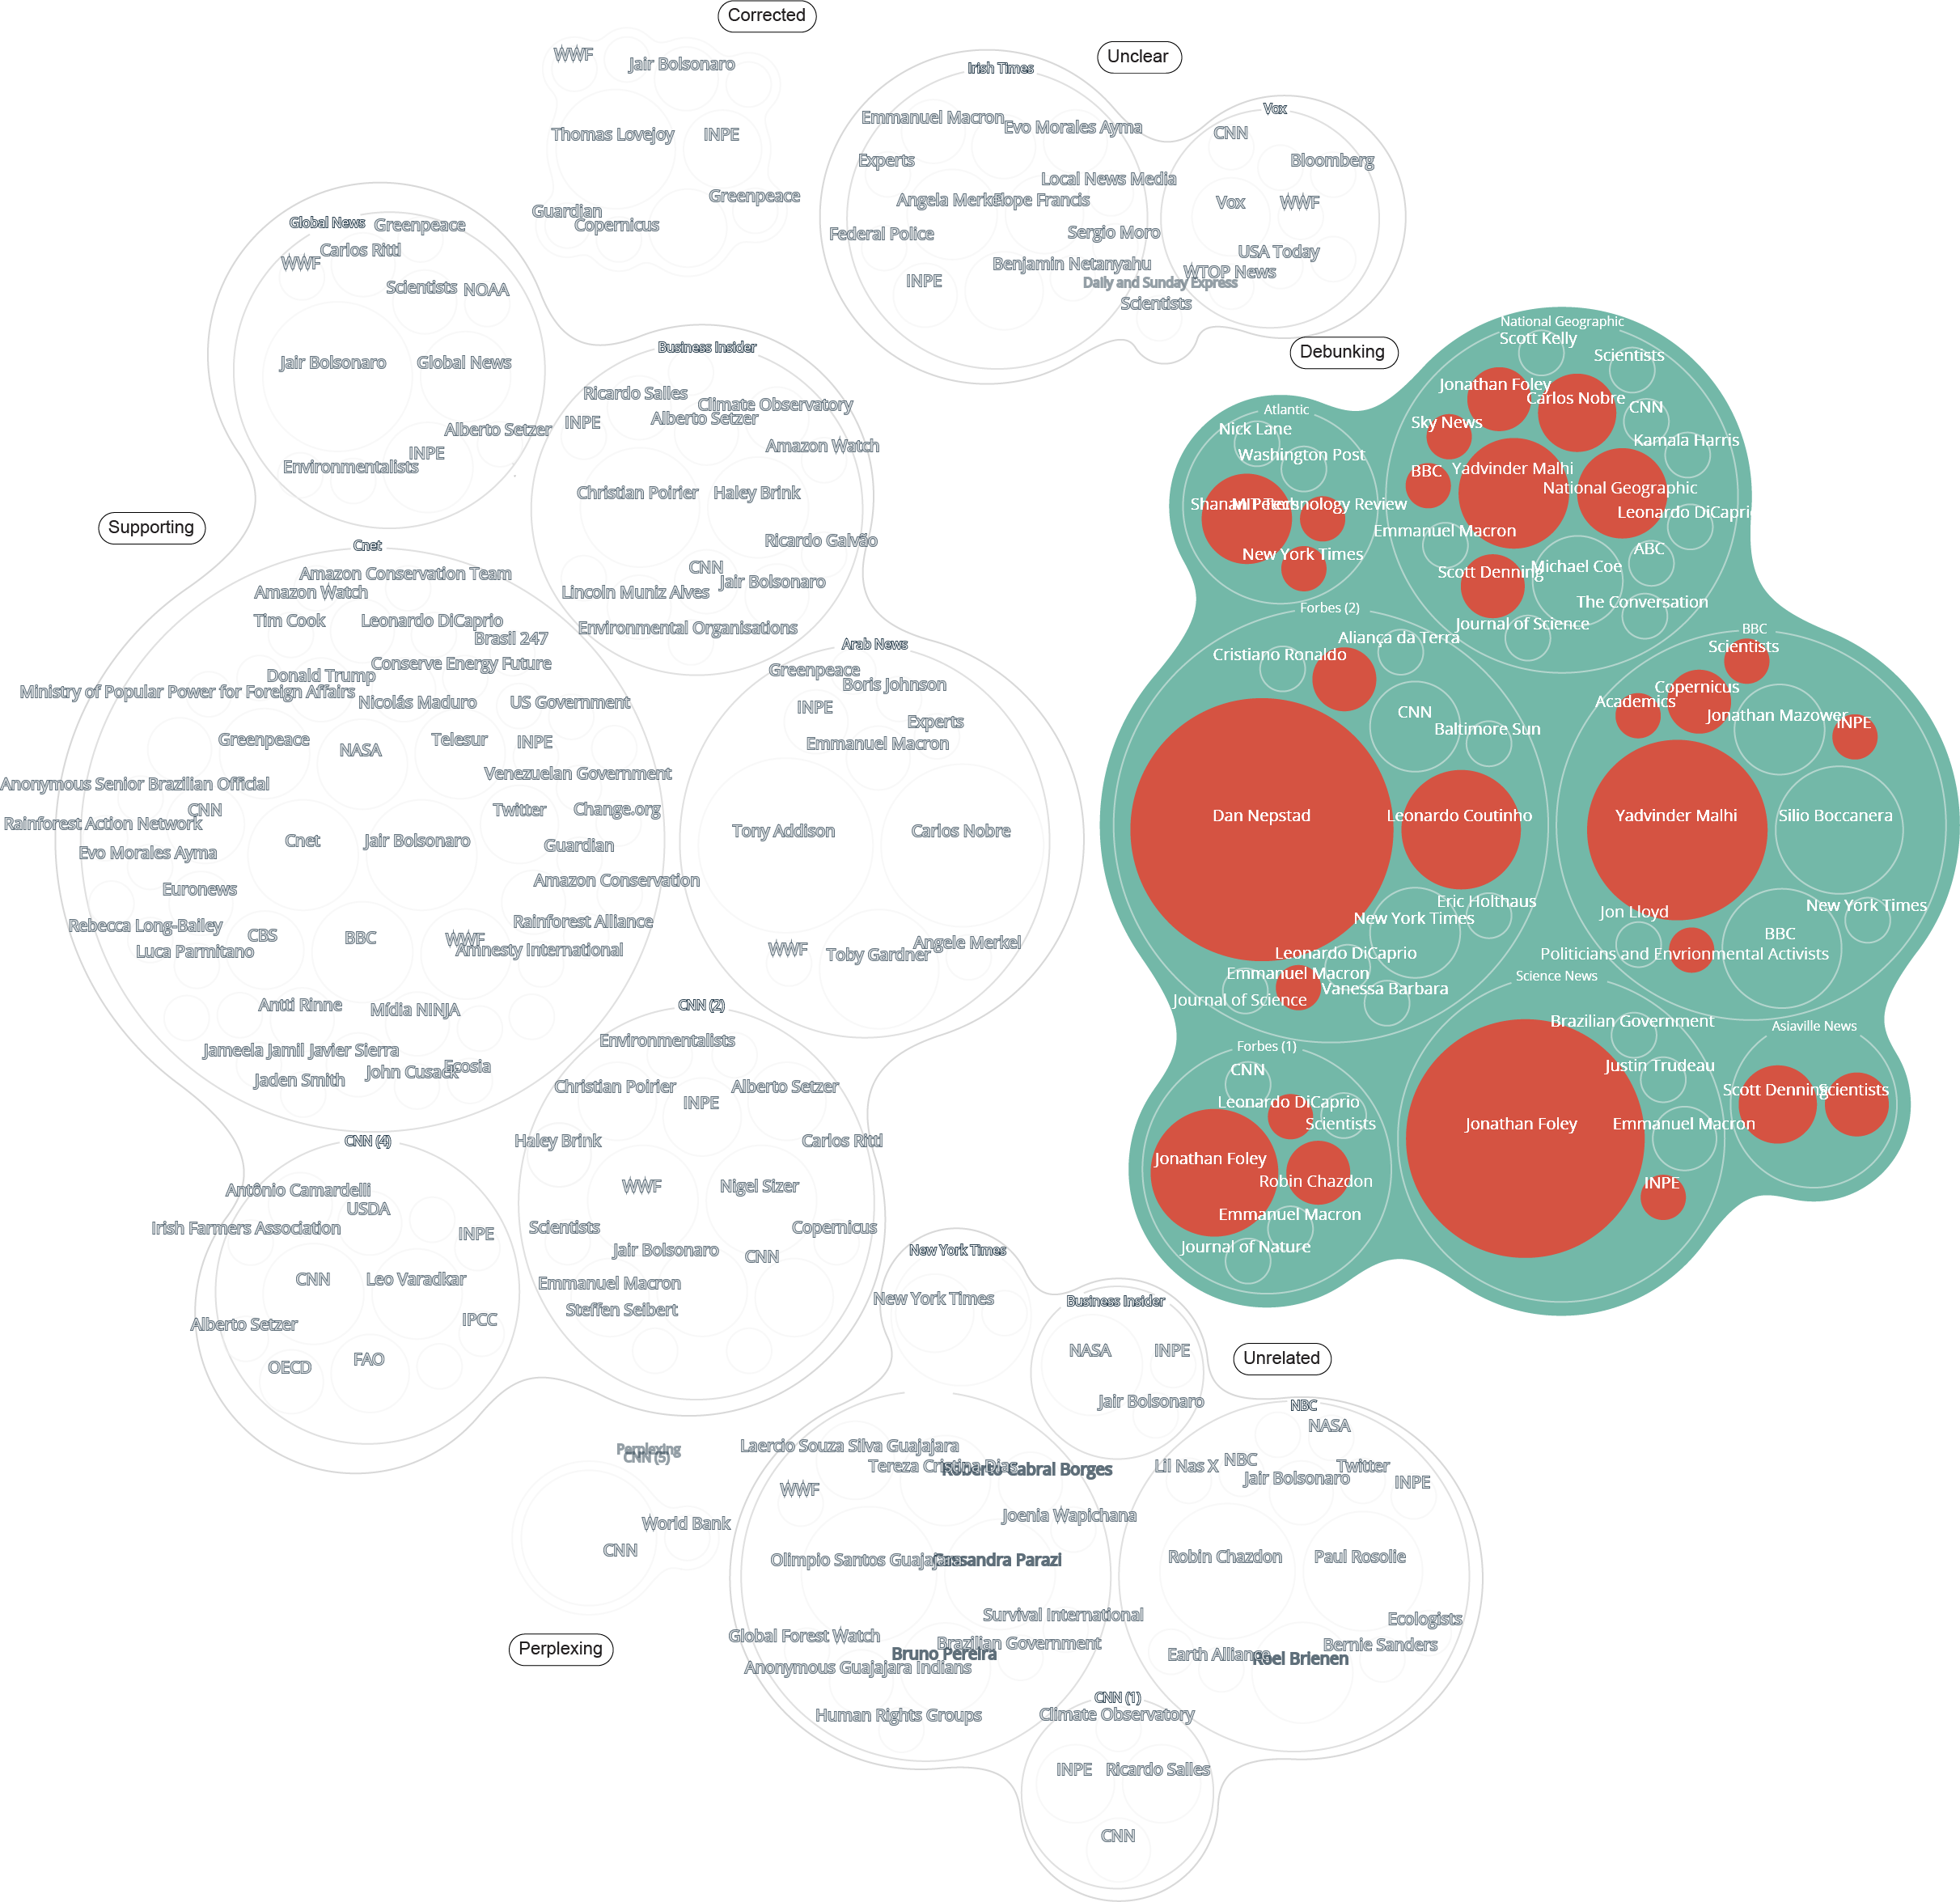 Corrected
WWF
Jair Bolsonaro
Thomas Lovejoy
INPE
Greenpeace
Guardian
Copernicus
Unclear
Irish Times
Emmanuel Macron
Evo Morales Ayma
Experts
Local News Media
Angela Merkel
Pope Francis
Federal Police
Sergio Moro
Benjamin Netanyahu
INPE
Daily and Sunday Express
Scientists
Vox
CNN
Bloomberg
Vox
WWF
USA Today
WTOP News
Supporting
Global News
Greenpeace
Carlos Ritti
WWF
Scientists
NOAA
Jair Bolsonaro
Global News
Alberto Setzer
INPE
Environmentalists
Business Insider
Ricardo Salles
Climate Observatory
INPE
Alberto Setzer
Amazon Watch
Christian Poirier
Haley Brink
Ricardo Galvão
CNN
Jair Bolsonaro
Lincoln Muniz Alves
Environmental Organisations
Cnet
Amazon Conservation Team
Amazon Watch
Tim Cook
Leonardo DiCaprio
Brasil 247
Conserve Energy Future
Donald Trump
Ministry of Popular Power for Foreign Affairs
Nicolás Maduro
US Government
Greenpeace
NASA
Telesur
INPE
Venezuelan Government
Anonymous Senior Brazilian Official
CNN
Twitter
Change.org
Rainforest Action Network
Cnet
Jair Bolsonaro
Guardian
Evo Morales Ayma
Euronews
Amazon Conservation
Rebecca Long-Bailey
CBS
BBC
WWF
Rainforest Alliance
Luca Parmitano
Amnesty International
Antti Rinne
Mídia NINJA
Jameela Jamil
Javier Sierra
Jaden Smith
John Cusack
Ecosia
Arab News
Greenpeace
Boris Johnson
INPE
Experts
Emmanuel Macron
Tony Addison
Carlos Nobre
WWF
Toby Gardner
Angele Merkel
CNN (2)
Environmentalists
Christian Poirier
Alberto Setzer
INPE
Haley Brink
Carlos Ritti
WWF
Nigel Sizer
Scientists
Copernicus
Jair Bolsonaro
CNN
Emmanuel Macron
Steffen Seibert
CNN (4)
Antônio Camardelli
USDA
Irish Farmers Association
INPE
CNN
Leo Varadkar
Alberto Setzer
IPCC
OECD
FAO
Debunking
National Geographic
Scott Kelly
Scientists
Jonathan Foley
Carlos Nobre
CNN
Sky News
Kamala Harris
BBC
Yadvinder Malhi
National Geographic
Leonardo DiCapri
Emmanuel Macron
ABC
Scott Denning
Michael Coe
The Conversation
Journal of Science
Atlantic
Nick Lane
Washington Post
Shanan Peters
MIT Technology Review
New York Times
Forbes (2)
Aliança da Terra
Cristiano Ronaldo
CNN
Baltimore Sun
Dan Nepstad
Leonardo Coutinho
Eric Holthaus
New York Times
Leonardo DiCaprio
Emmanuel Macron
Vanessa Barbara
Journal of Science
BBC
Scientists
Copernicus
Academics
Jonathan Mazower
INPE
Yadvinder Malhi
Silio Boccanera
Jon Lloyd
New York Times
BBC
Politicians and Envrionmental Activists
Science News
Brazilian Government
Justin Trudeau
Jonathan Foley
Emmanuel Macron
INPE
Asiaville News
Scott Denning
Scientists
Forbes (1)
CNN
Leonardo DiCaprio
Scientists
Jonathan Foley
Robin Chazdon
Emmanuel Macron
Journal of Nature
Unrelated
New York Times
New York Times
Business Insider
NASA
INPE
Jair Bolsonaro
Laercio Souza Silva Guajajara
Tereza Cristina Dias
Roberto Cabral Borges
WWF
Joenia Wapichana
Olimpio Santos Guajajara
Cassandra Parazi
Survival International
Global Forest Watch
Brazilian Government
Bruno Pereira
Anonymous Guajajara Indians
Human Rights Groups
NBC
NASA
Lil Nas X
NBC
Twitter
Jair Bolsonaro
INPE
Robin Chazdon
Paul Rosolie
Ecologists
Bernie Sanders
Earth Alliance
Roel Brienen
CNN (1)
Climate Observatory
INPE
Ricardo Salles
CNN
Perplexing
CNN (5)
World Bank
CNN
Perplexing